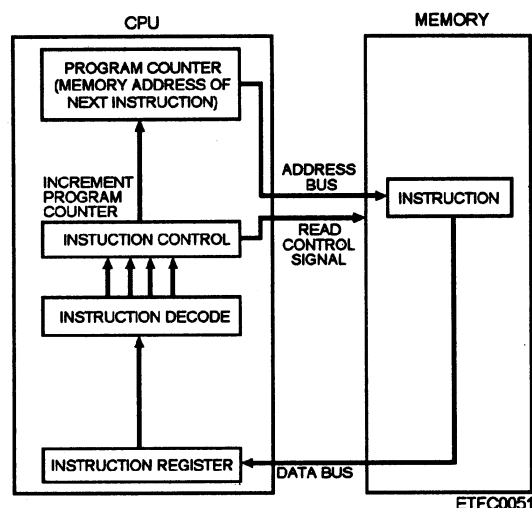 CPU
MEMORY
PROGRAM COUNTER
(MEMORY ADDRESS OF
NEXT INSTRUCTION)
ADDRESS
BUS
INCREMENT
PROGRAM
COUNTER
INSTRUCTION
INSTUCTION CONTROL
READ
CONTROL
SIGNAL
INSTRUCTION DECODE
INSTRUCTION REGISTER
DATA BUS
ETFC0051